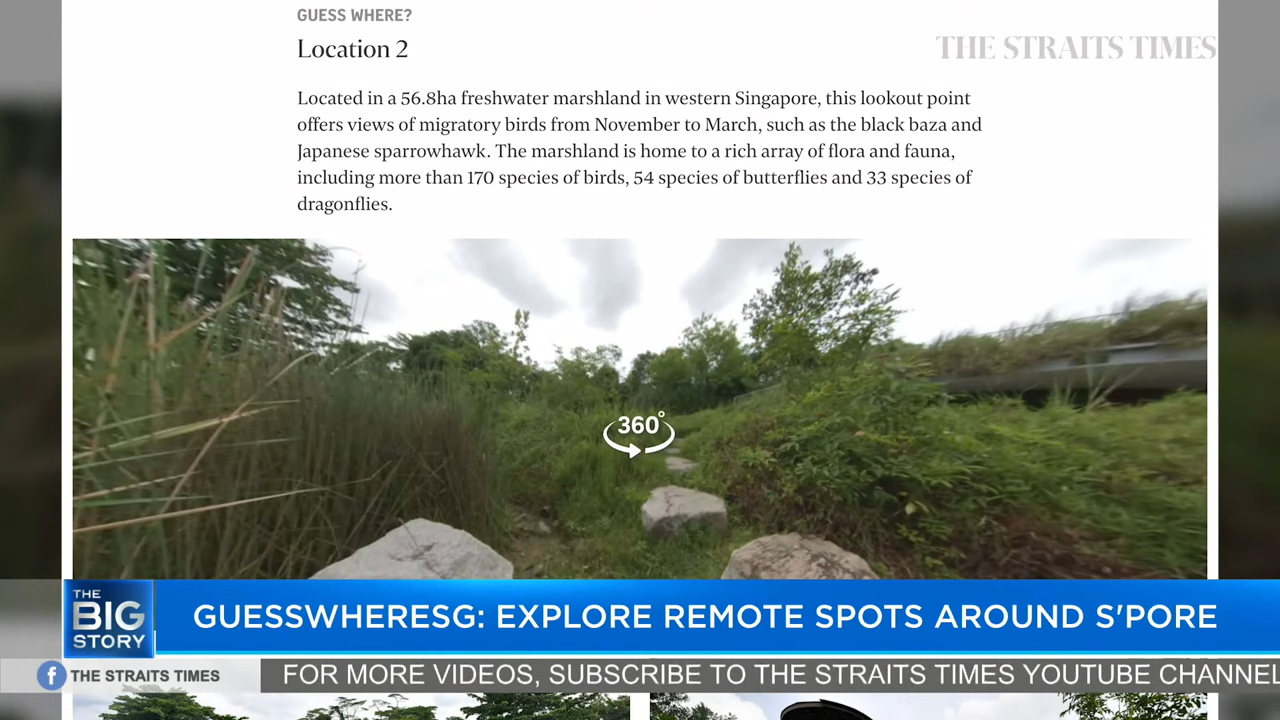 GUESS WHERE?
Location 2
THE STRAITS TIMES
Located in a 56.8ha freshwater marshland in western Singapore, this lookout point
offers views of migratory birds from November to March, such as the black baza and
Japanese sparrowhawk. The marshland is home to a rich array of flora and fauna,
including more than 170 species of birds, 54 species of butterflies and 33 species of
dragonflies.
360°
THE
BIG
STORY
GUESSWHERESG: EXPLORE REMOTE SPOTS AROUND S'PORE
THE STRAITS TIMES
FOR MORE VIDEOS, SUBSCRIBE TO THE STRAITS TIMES YOUTUBE CHANNEL